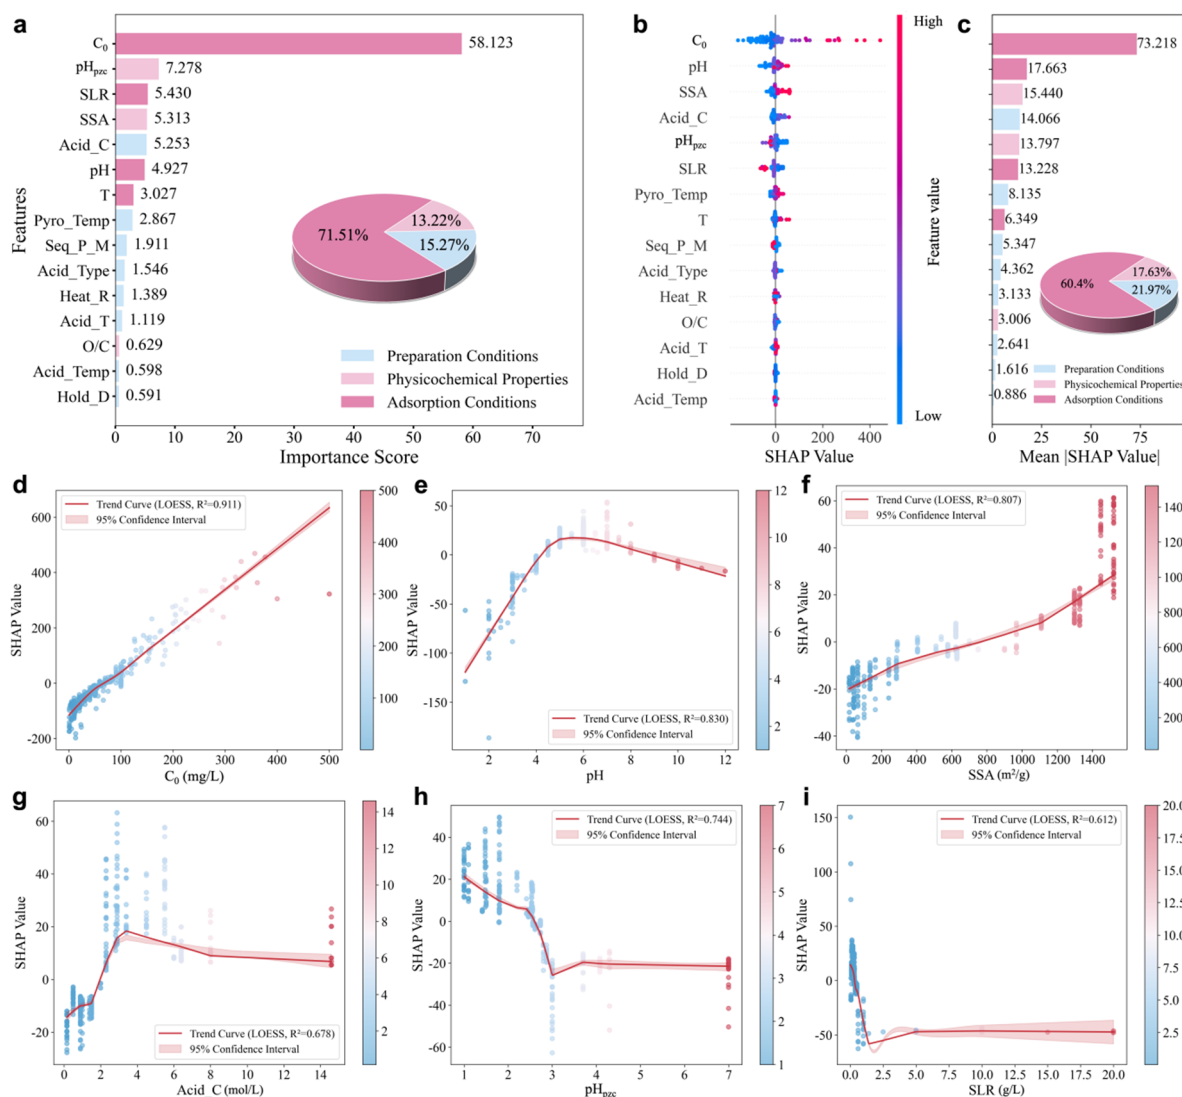 a
Features
C₀
58.123
pH_pzc
7.278
SLR
5.430
SSA
5.313
Acid_C
5.253
pH
4.927
T
3.027
Pyro_Temp
2.867
Seq_P_M
1.911
Acid_Type
1.546
Heat_R
1.389
Acid_T
1.119
O/C
0.629
Acid_Temp
0.598
Hold_D
0.591
71.51%
13.22%
15.27%
Preparation Conditions
Physicochemical Properties
Adsorption Conditions
0 10 20 30 40 50 60 70
Importance Score
b
C₀
pH
SSA
Acid_C
pH_pzc
SLR
Pyro_Temp
T
Seq_P_M
Acid_Type
Heat_R
O/C
Acid_T
Hold_D
Acid_Temp
0 200 400
SHAP Value
High
Feature value
Low
c
73.218
17.663
15.440
14.066
13.797
13.228
8.135
6.349
5.347
4.362
3.133
3.006
2.641
1.616
0.886
60.4%
17.63%
21.97%
Preparation Conditions
Physicochemical Properties
Adsorption Conditions
0 25 50 75
Mean |SHAP Value|
d
Trend Curve (LOESS, R²=0.911)
95% Confidence Interval
SHAP Value
600
400
200
0
-200
0 100 200 300 400 500
C₀ (mg/L)
500
400
300
200
100
e
Trend Curve (LOESS, R²=0.830)
95% Confidence Interval
SHAP Value
50
0
-50
-100
-150
2 4 6 8 10 12
pH
12
10
8
6
4
2
f
Trend Curve (LOESS, R²=0.807)
95% Confidence Interval
SHAP Value
60
40
20
0
-20
-40
0 200 400 600 800 1000 1200 1400
SSA (m²/g)
1000
800
600
400
200
g
Trend Curve (LOESS, R²=0.678)
95% Confidence Interval
SHAP Value
60
40
20
0
-20
0 2 4 6 8 10 12 14
Acid_C (mol/L)
14
12
10
8
6
4
2
h
Trend Curve (LOESS, R²=0.744)
95% Confidence Interval
SHAP Value
40
20
0
-20
-40
-60
1 2 3 4 5 6 7
pH_pzc
7
6
5
4
3
2
1
i
Trend Curve (LOESS, R²=0.612)
95% Confidence Interval
SHAP Value
150
100
75
50
25
0
-50
0.0 2.5 5.0 7.5 10.0 12.5 15.0 17.5 20.0
SLR (g/L)
20.0
17.5
15.0
12.5
10.0
7.5
5.0
2.5